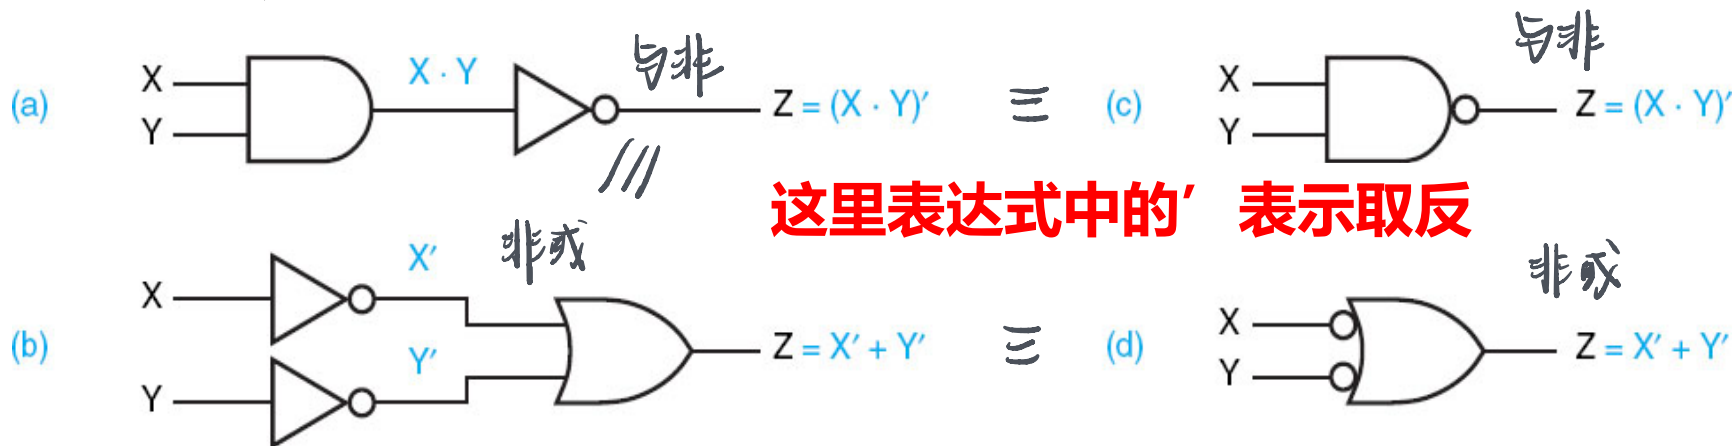 (a) X Y X · Y 与非 Z = (X · Y)′ ≡ (c) X Y 与非 Z = (X · Y)′
≡
这里表达式中的′ 表示取反
(b) X Y X′ Y′ 非或 Z = X′ + Y′ ≡ (d) X Y 非或 Z = X′ + Y′